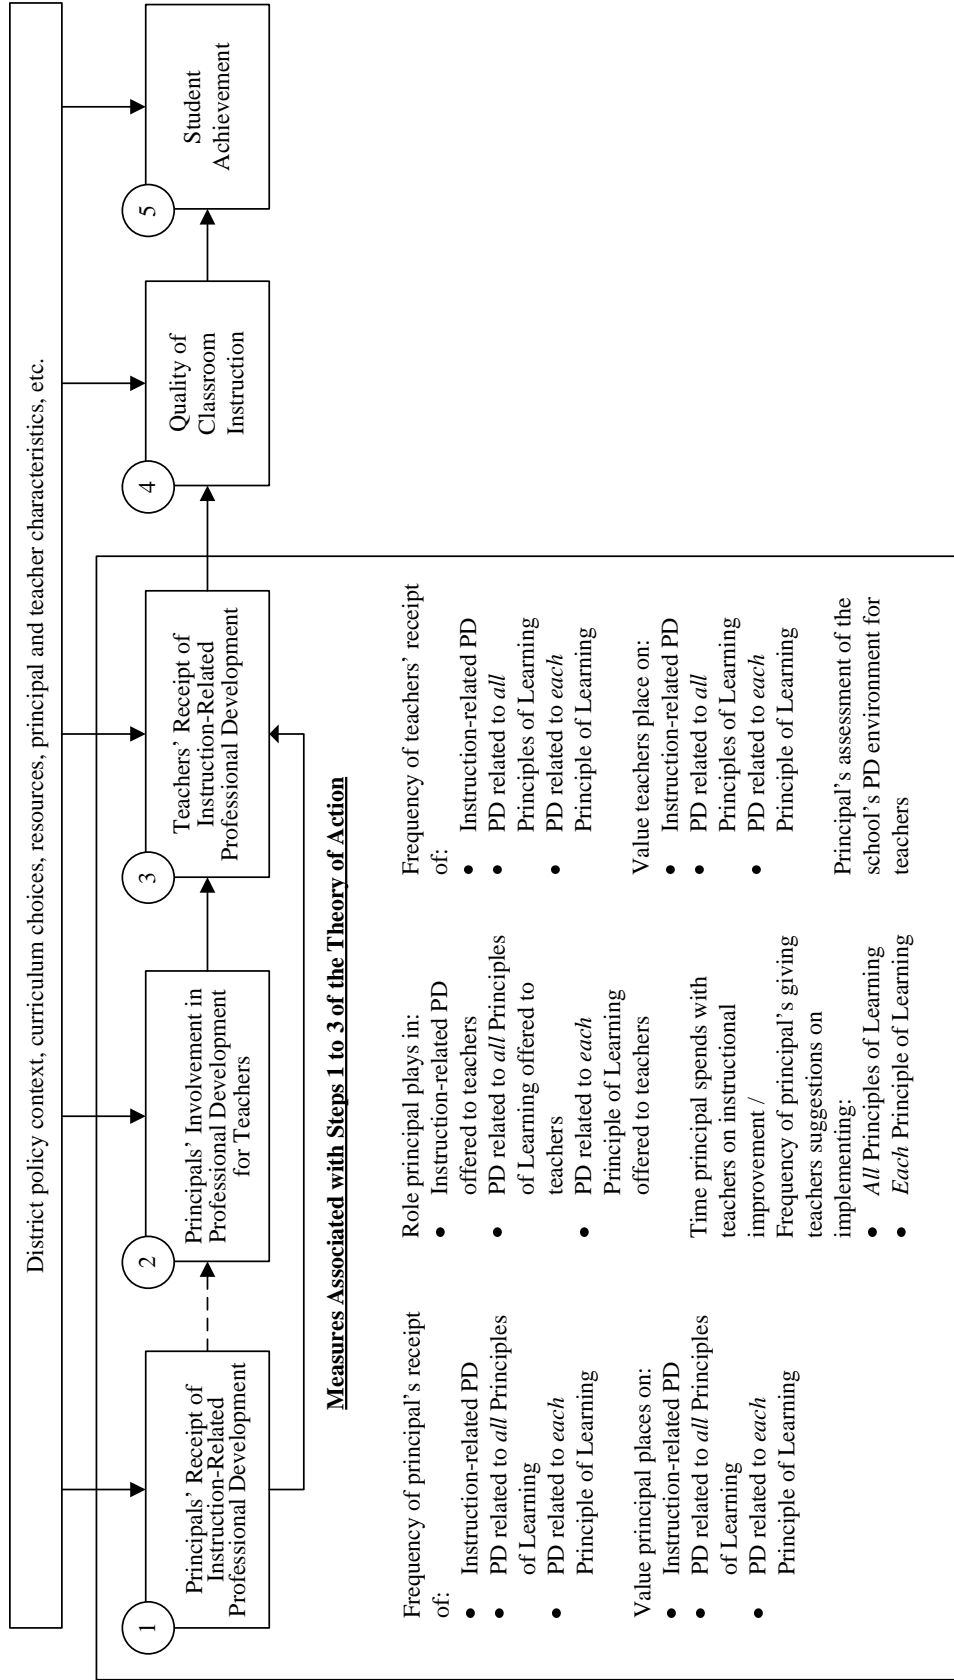 District policy context, curriculum choices, resources, principal and teacher characteristics, etc.
1
Principals’ Receipt of
Instruction-Related
Professional Development
2
Principals’ Involvement in
Professional Development
for Teachers
3
Teachers’ Receipt of
Instruction-Related
Professional Development
4
Quality of
Classroom
Instruction
5
Student
Achievement
Measures Associated with Steps 1 to 3 of the Theory of Action
Frequency of principal’s receipt
of:
• Instruction-related PD
• PD related to all Principles
of Learning
• PD related to each
Principle of Learning
Value principal places on:
• Instruction-related PD
• PD related to all Principles
of Learning
• PD related to each
Principle of Learning
Role principal plays in:
• Instruction-related PD
offered to teachers
• PD related to all Principles
of Learning offered to
teachers
• PD related to each
Principle of Learning
offered to teachers
Time principal spends with
teachers on instructional
improvement /
Frequency of principal’s giving
teachers suggestions on
implementing:
• All Principles of Learning
• Each Principle of Learning
Frequency of teachers’ receipt
of:
• Instruction-related PD
• PD related to all
Principles of Learning
• PD related to each
Principle of Learning
Value teachers place on:
• Instruction-related PD
• PD related to all
Principles of Learning
• PD related to each
Principle of Learning
Principal’s assessment of the
school’s PD environment for
teachers